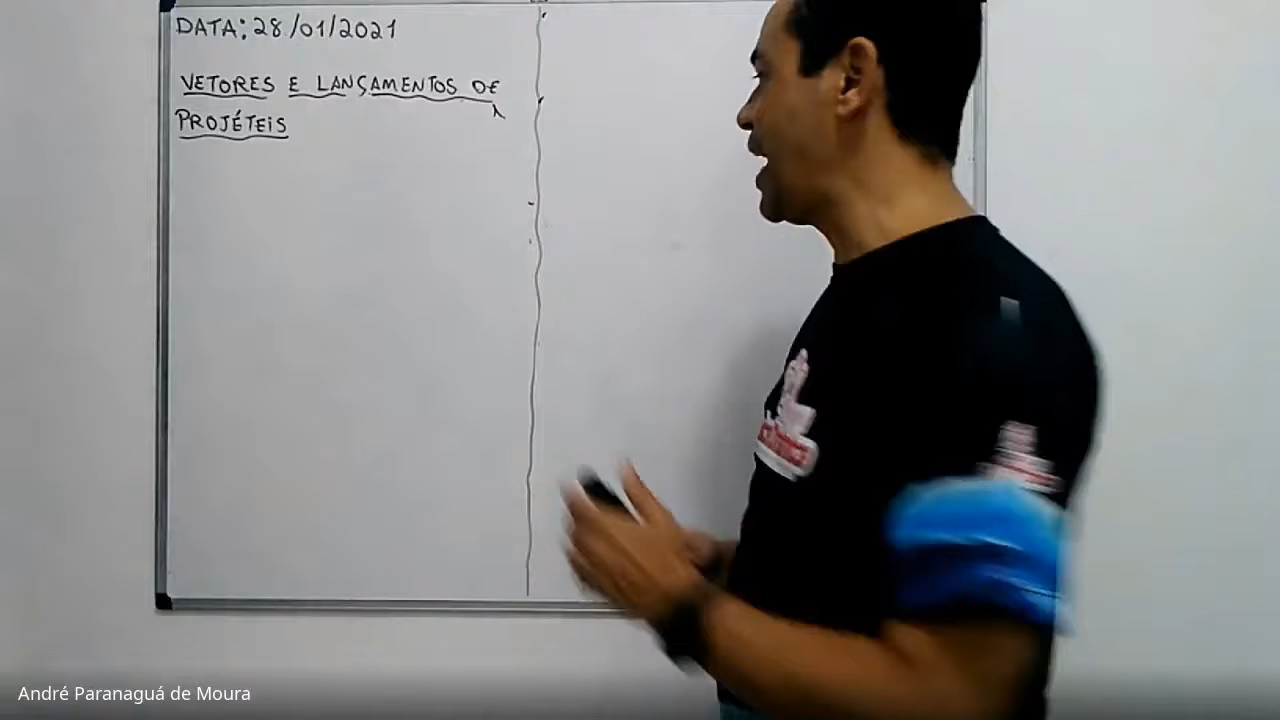 DATA: 28/01/2021
VETORES E LANÇAMENTOS DE
PROJÉTEIS
André Paranaguá de Moura